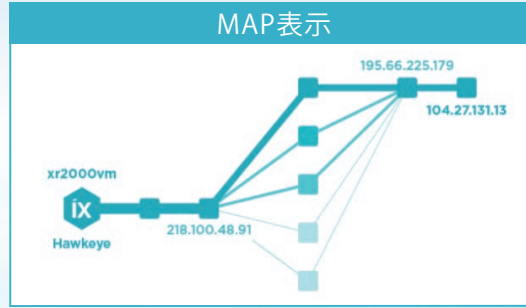 MAP表示
195.66.225.179
104.27.131.13
xr2000vm
iX
218.100.48.91
Hawkeye